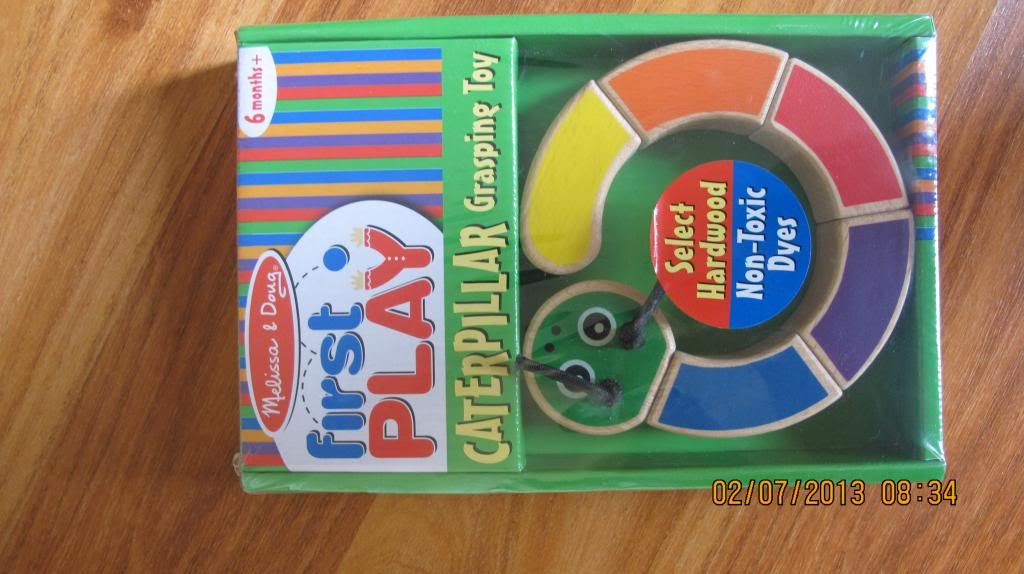 6 months+
Melissa & Doug®
First
PLAY
CATERPILLAR Grasping Toy
Select
Hardwood
Non-Toxic
Dyes
02/07/2013 08:34